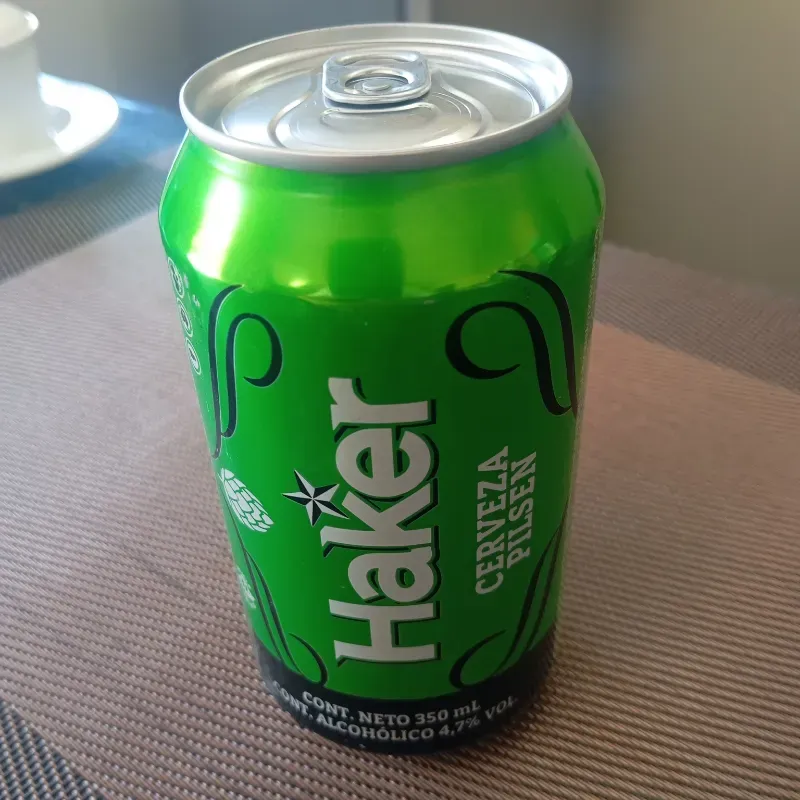 Haker
CERVEZA
PILSEN
CONT. NETO 350 mL
CONT. ALCOHÓLICO 4,7% VOL